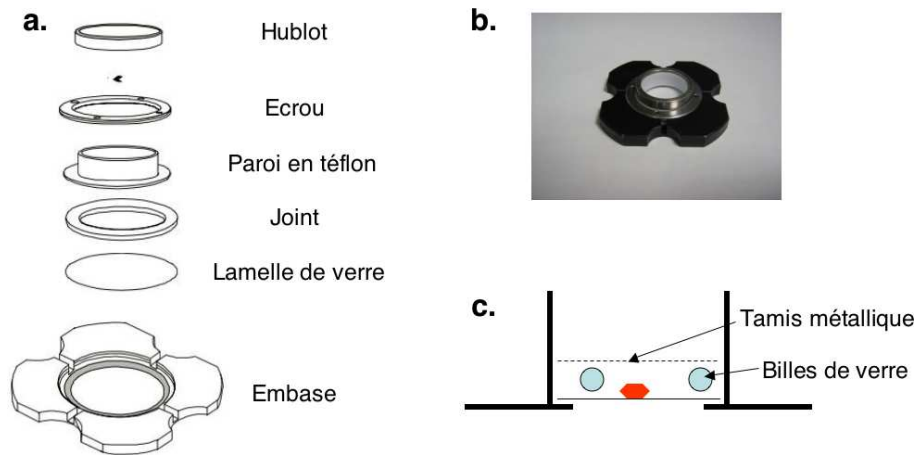 a.
Hublot
Ecrou
Paroi en téflon
Joint
Lamelle de verre
Embase
b.
c.
Tamis métallique
Billes de verre